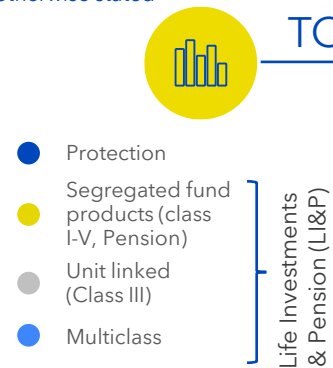 otherwise stated
TO
Protection
Segregated fund
products (class
I-V, Pension)
Unit linked
(Class III)
Multiclass
Life Investments
& Pension (LI&P)